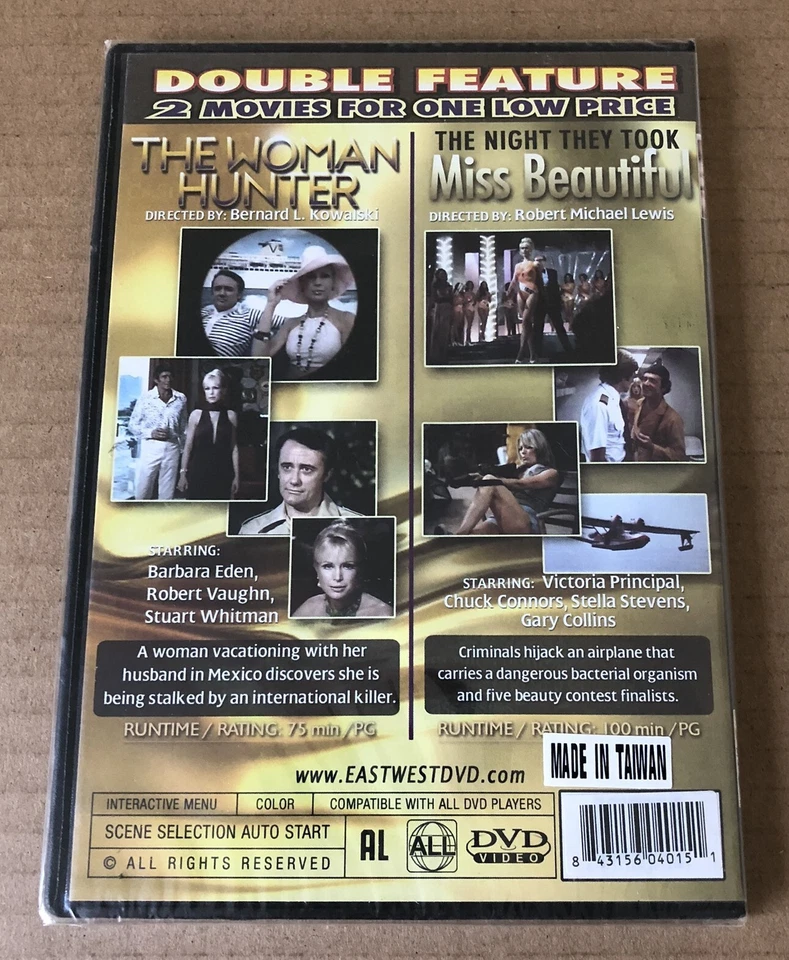 DOUBLE FEATURE
2 MOVIES FOR ONE LOW PRICE
THE WOMAN
HUNTER
DIRECTED BY: Bernard L. Kowalski
STARRING:
Barbara Eden,
Robert Vaughn,
Stuart Whitman
A woman vacationing with her
husband in Mexico discovers she is
being stalked by an international killer.
RUNTIME / RATING: 75 min / PG
THE NIGHT THEY TOOK
Miss Beautiful
DIRECTED BY: Robert Michael Lewis
STARRING: Victoria Principal,
Chuck Connors, Stella Stevens,
Gary Collins
Criminals hijack an airplane that
carries a dangerous bacterial organism
and five beauty contest finalists.
RUNTIME / RATING: 100 min / PG
MADE IN TAIWAN
www.EASTWESTDVD.com
INTERACTIVE MENU COLOR COMPATIBLE WITH ALL DVD PLAYERS
SCENE SELECTION AUTO START
© ALL RIGHTS RESERVED
AL
ALL
DVD
VIDEO
8 43156 04015 1